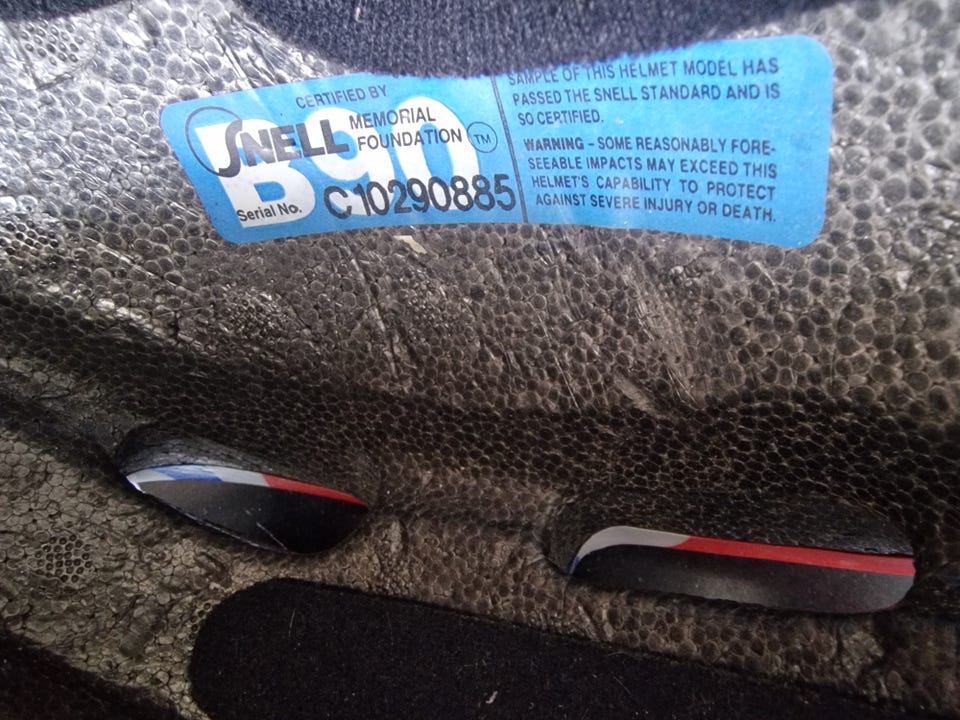 CERTIFIED BY
SNELL MEMORIAL
FOUNDATION TM
B90
Serial No. C10290885
SAMPLE OF THIS HELMET MODEL HAS
PASSED THE SNELL STANDARD AND IS
SO CERTIFIED.
WARNING – SOME REASONABLY FORE-
SEEABLE IMPACTS MAY EXCEED THIS
HELMET'S CAPABILITY TO PROTECT
AGAINST SEVERE INJURY OR DEATH.